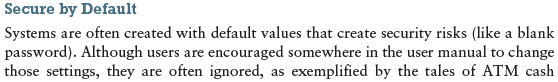 Secure by Default
Systems are often created with default values that create security risks (like a blank
password). Although users are encouraged somewhere in the user manual to change
those settings, they are often ignored, as exemplified by the tales of ATM cash